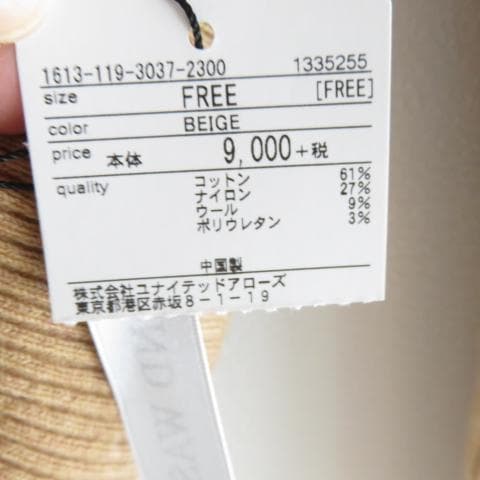 1613-119-3037-2300 1335255
size FREE [FREE]
color BEIGE
price 本体 9,000+税
quality コットン 61%
ナイロン 27%
ウール 9%
ポリウレタン 3%
中国製
株式会社ユナイテッドアローズ
東京都港区赤坂8-1-19